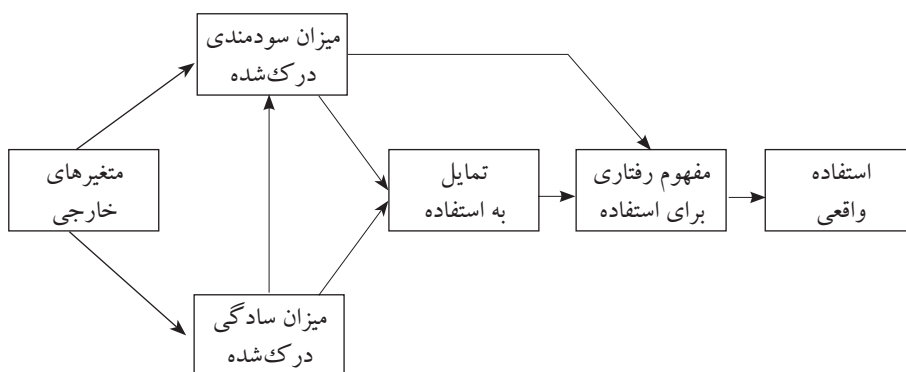 میزان سودمندی
درک‌شده
متغیرهای
خارجی
تمایل
به استفاده
مفهوم رفتاری
برای استفاده
استفاده
واقعی
میزان سادگی
درک‌شده